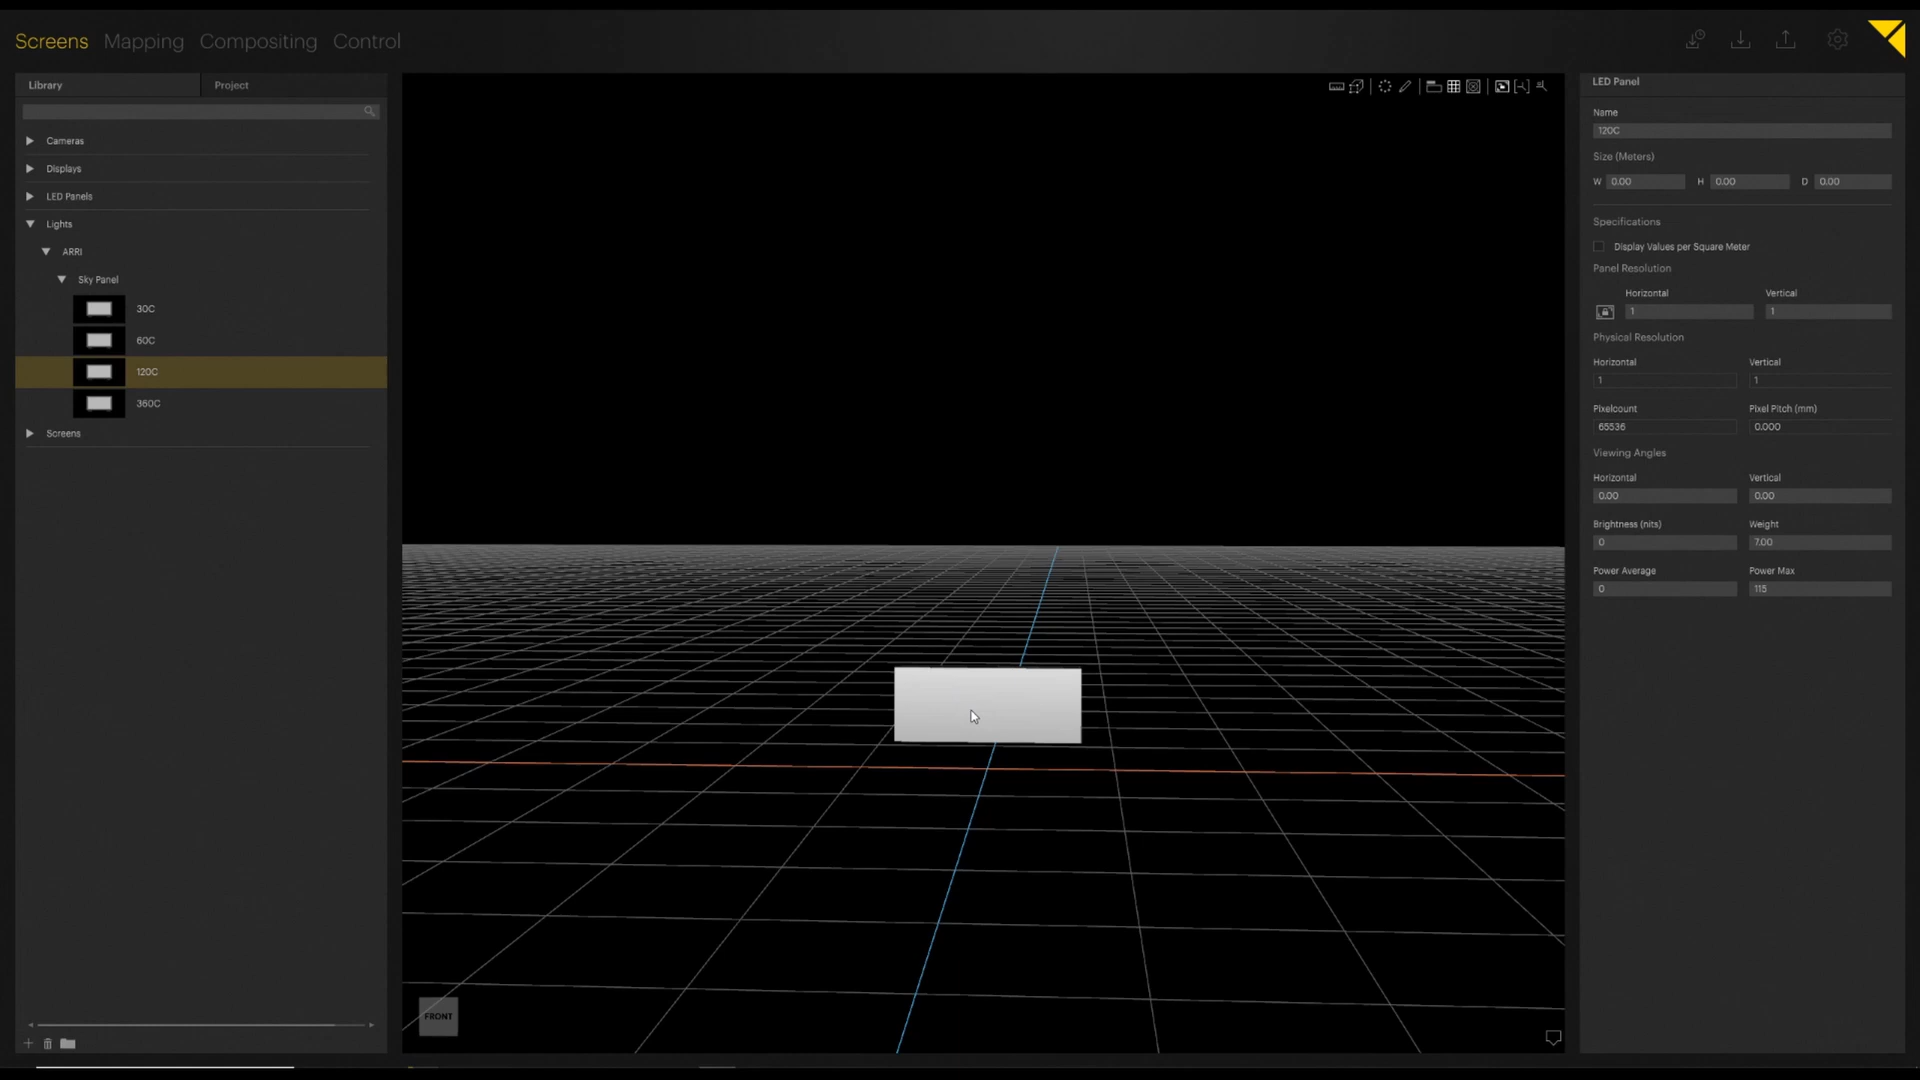 Screens Mapping Compositing Control
Library Project
Cameras
Displays
LED Panels
Lights
ARRI
Sky Panel
30C
60C
120C
360C
Screens
FRONT
LED Panel
Name
120C
Size (Meters)
W 0.00 H 0.00 D 0.00
Specifications
Display Values per Square Meter
Panel Resolution
Horizontal Vertical
1 1
Physical Resolution
Horizontal Vertical
1 1
Pixelcount Pixel Pitch (mm)
65536 0.000
Viewing Angles
Horizontal Vertical
0.00 0.00
Brightness (nits) Weight
0 7.00
Power Average Power Max
0 115